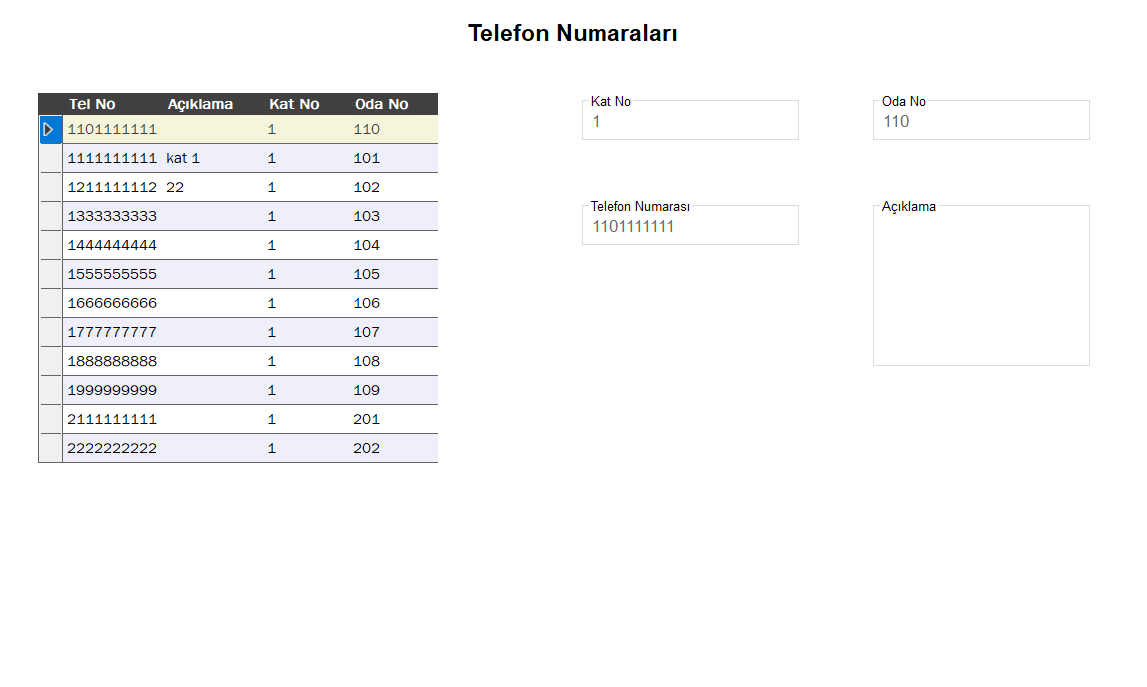 Telefon Numaraları
Tel No Açıklama Kat No Oda No
1101111111 1 110
1111111111 kat 1 1 101
1211111112 22 1 102
1333333333 1 103
1444444444 1 104
1555555555 1 105
1666666666 1 106
1777777777 1 107
1888888888 1 108
1999999999 1 109
2111111111 1 201
2222222222 1 202
Kat No
1
Oda No
110
Telefon Numarası
1101111111
Açıklama